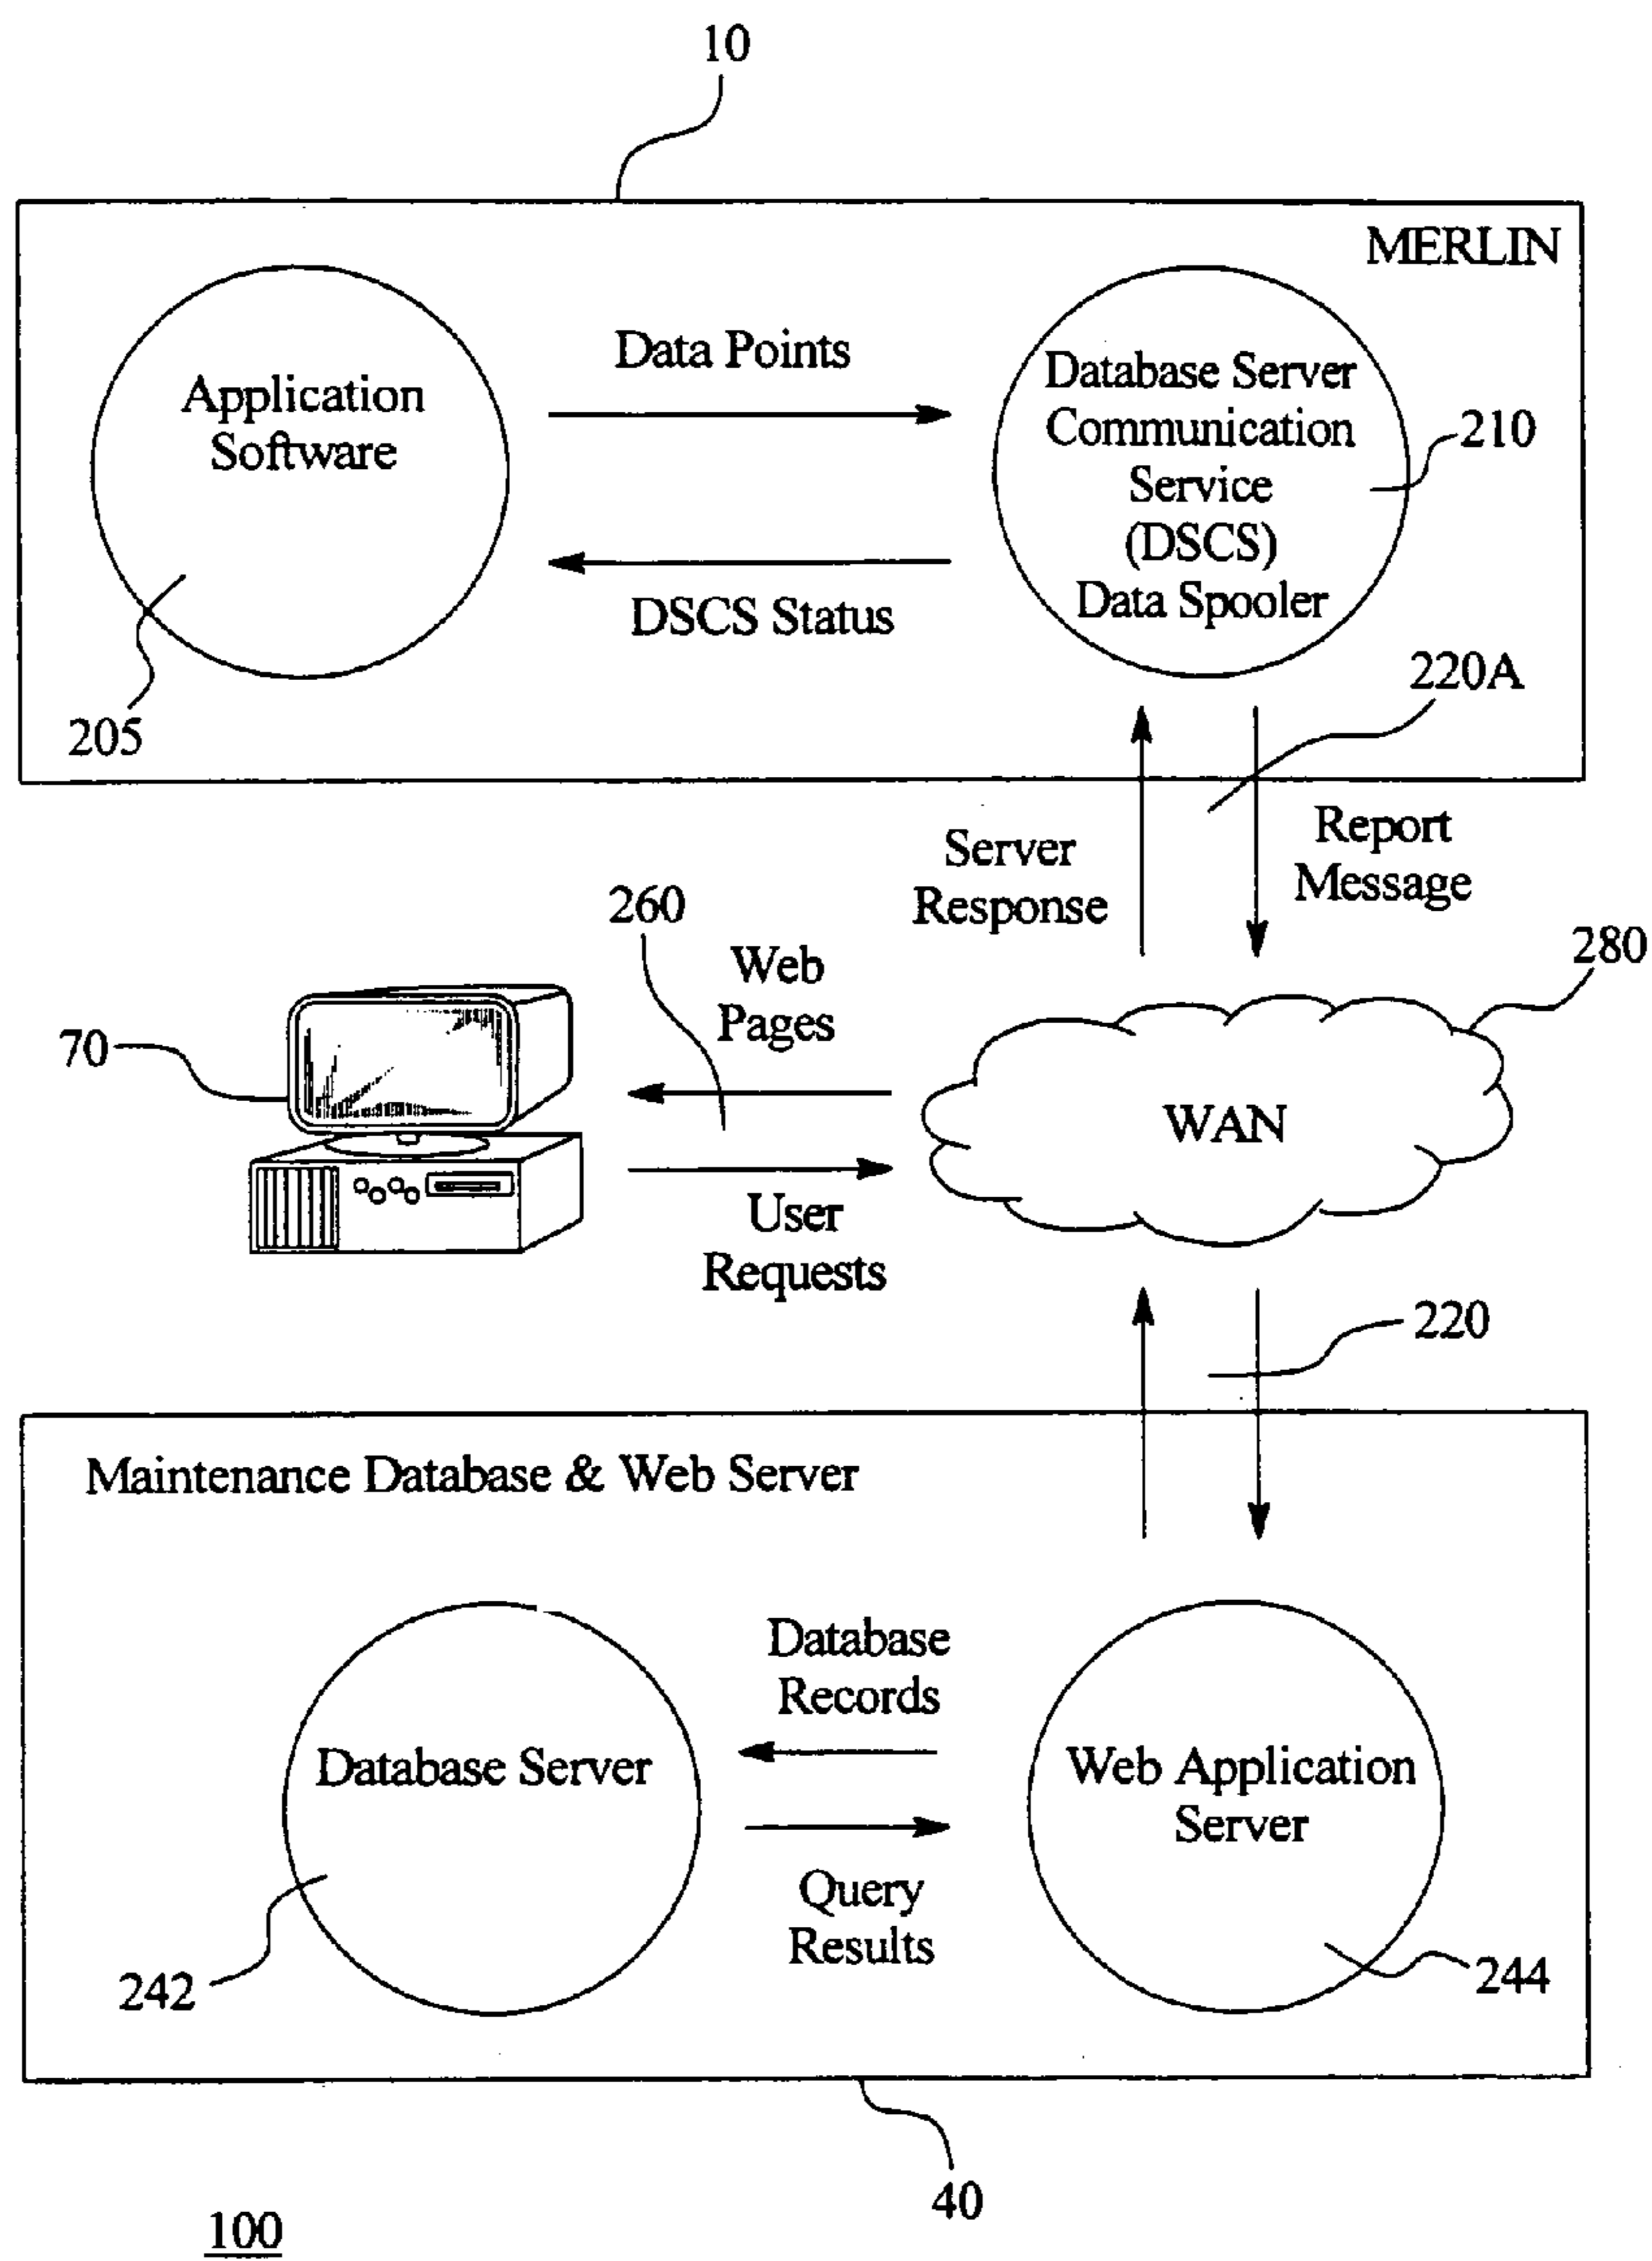 10
MERLIN
Application
Software
Data Points
DSCS Status
Database Server
Communication
Service
(DSCS)
Data Spooler
210
205
220A
Server
Response
Report
Message
260
Web
Pages
280
70
WAN
User
Requests
220
Maintenance Database & Web Server
Database
Records
Database Server
Web Application
Server
Query
Results
242
244
40
100